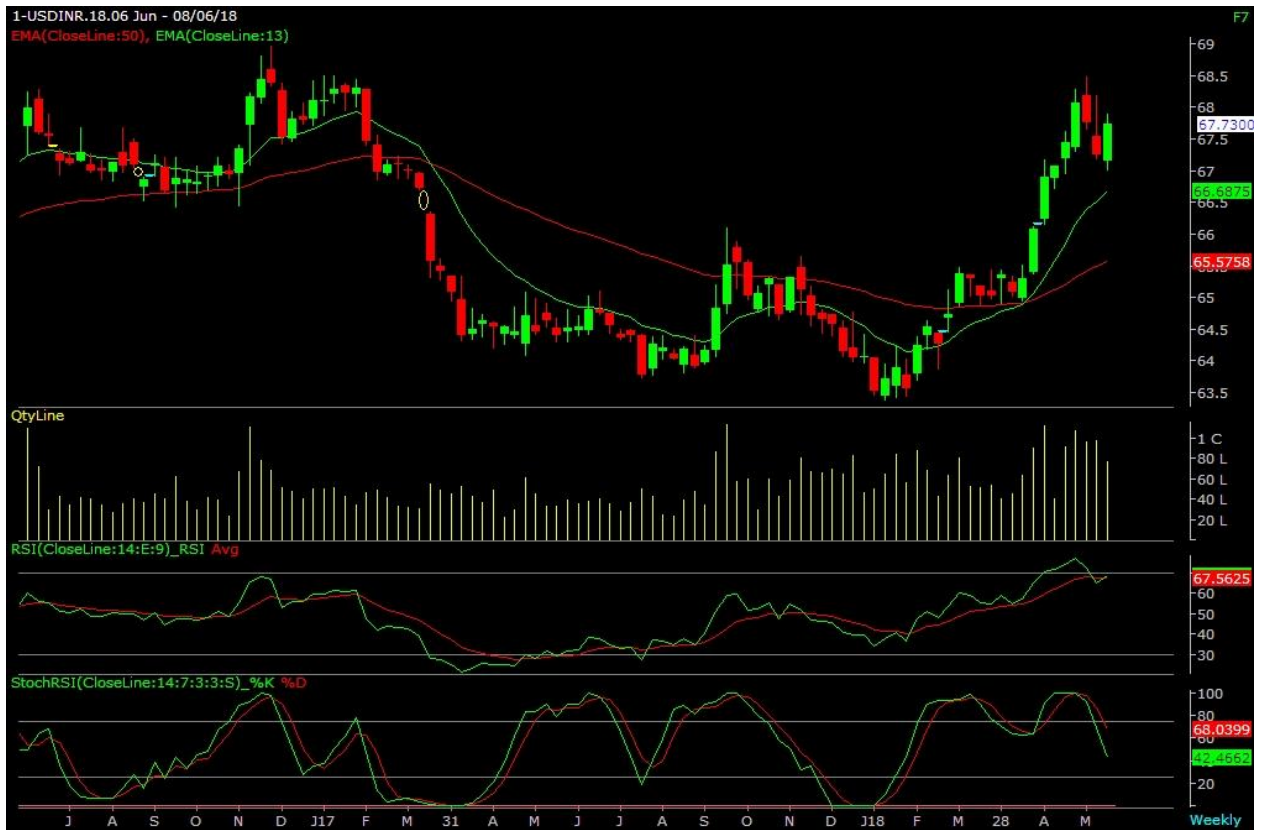 1-USDINR.18.06 Jun - 08/06/18 F7
EMA(CloseLine:50), EMA(CloseLine:13)
69
68.5
68
67.7300
67.5
67
66.6875
66.5
66
65.5758
65
64.5
64
63.5
QtyLine
1 C
80 L
60 L
40 L
20 L
RSI(CloseLine:14:E:9)_RSI Avg
67.5625
60
50
40
30
StochRSI(CloseLine:14:7:3:3:S)_%K %D
100
80
68.0399
60
42.4662
20
J A S O N D J17 F M 31 A M J J A S O N D J18 F M 28 A M Weekly